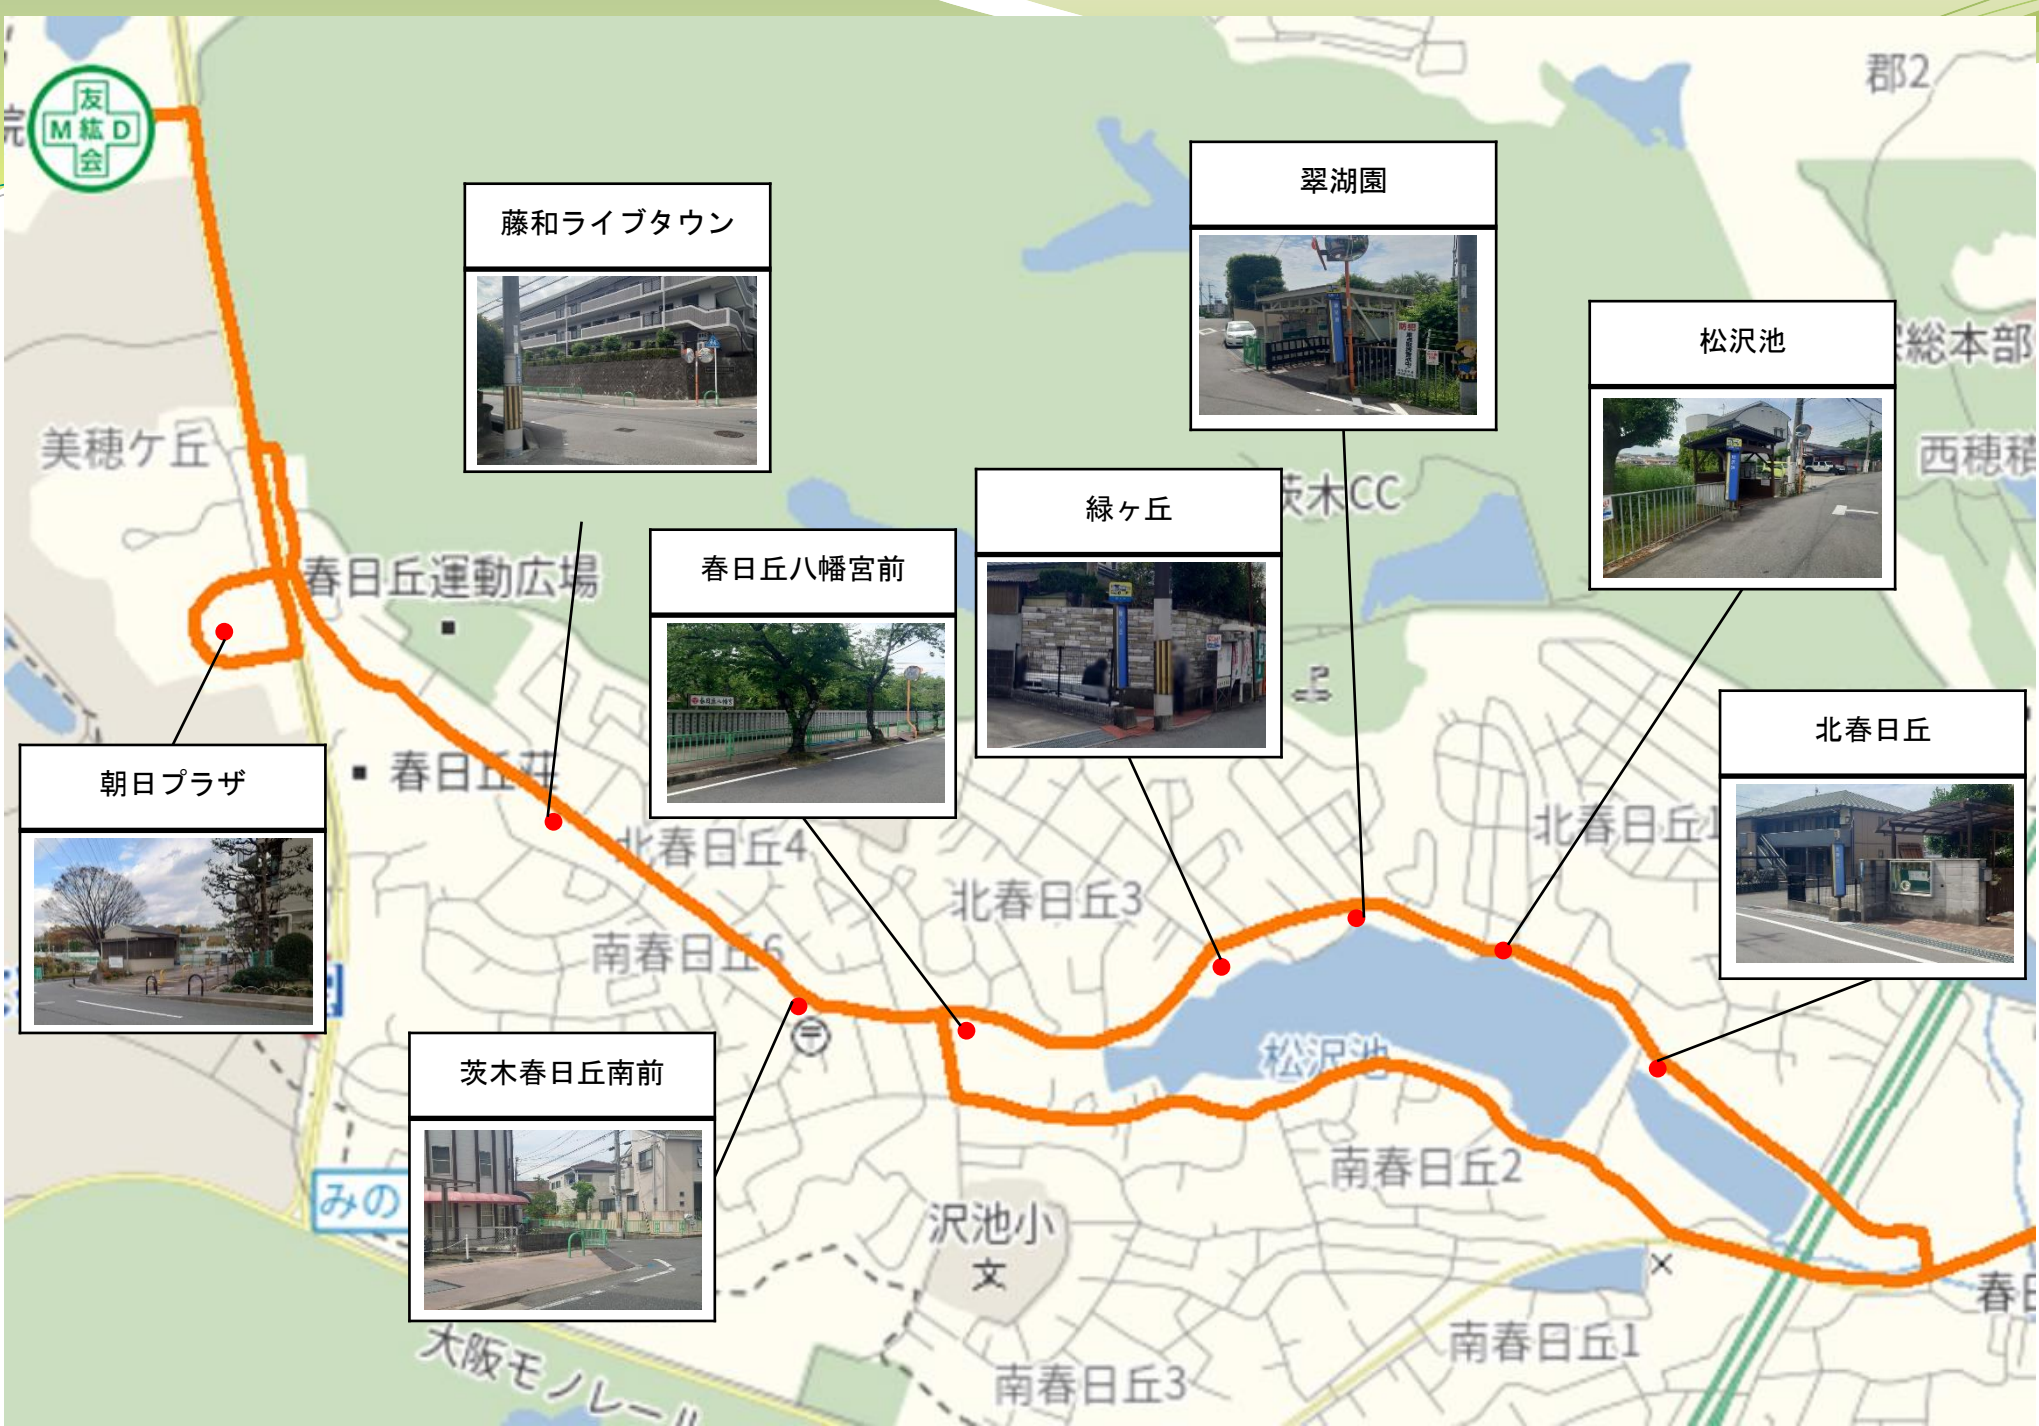 友
M 紘 D
会
院
郡2
翠湖園
藤和ライブタウン
松沢池
総本部
美穂ケ丘
西穂積
茨木CC
緑ヶ丘
春日丘運動広場
春日丘八幡宮前
北春日丘
朝日プラザ
春日丘荘
北春日丘1
北春日丘4
北春日丘3
南春日丘6
〒
松沢池
茨木春日丘南前
南春日丘2
みの
沢池小
文
春日
南春日丘1
大阪モノレール
南春日丘3